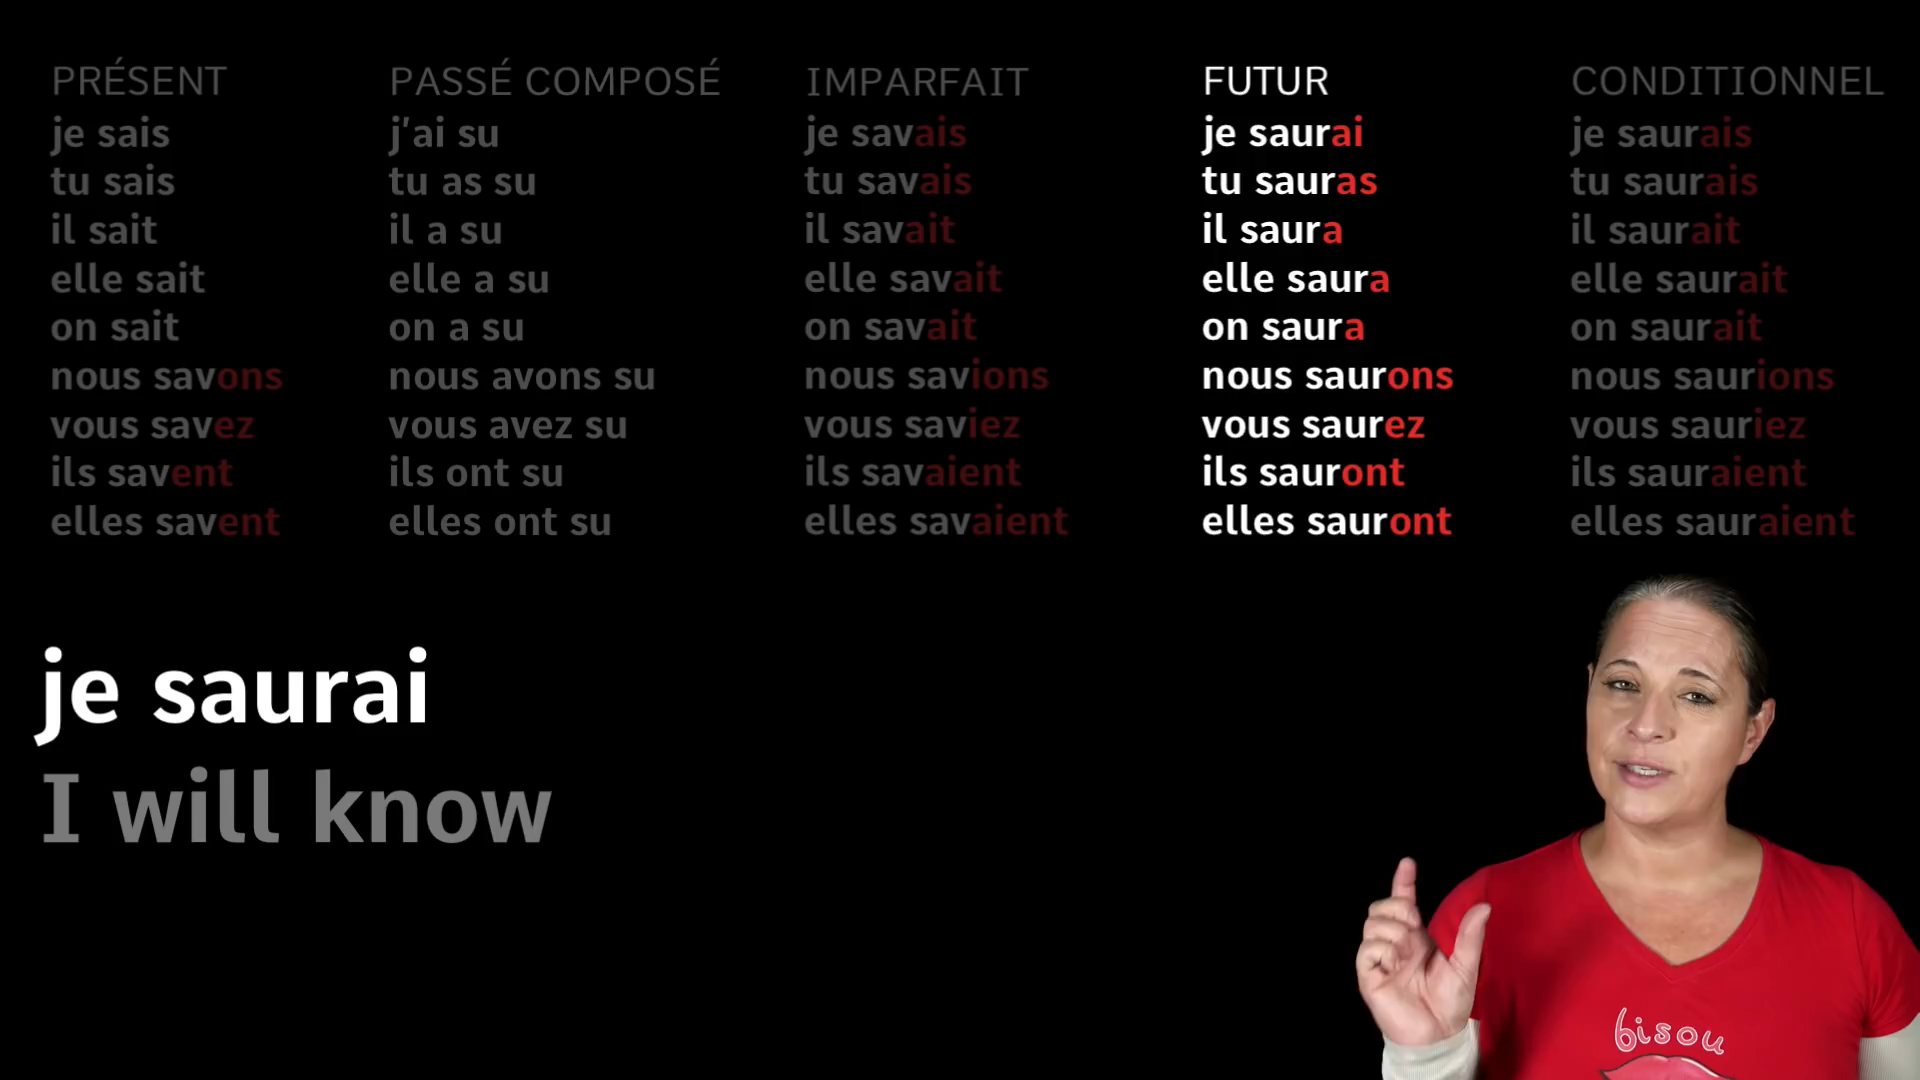 PRÉSENT
je sais
tu sais
il sait
elle sait
on sait
nous savons
vous savez
ils savent
elles savent
PASSÉ COMPOSÉ
j'ai su
tu as su
il a su
elle a su
on a su
nous avons su
vous avez su
ils ont su
elles ont su
IMPARFAIT
je savais
tu savais
il savait
elle savait
on savait
nous savions
vous saviez
ils savaient
elles savaient
FUTUR
je saurai
tu sauras
il saura
elle saura
on saura
nous saurons
vous saurez
ils sauront
elles sauront
CONDITIONNEL
je saurais
tu saurais
il saurait
elle saurait
on saurait
nous saurions
vous sauriez
ils sauraient
elles sauraient
je saurai
I will know
bisou